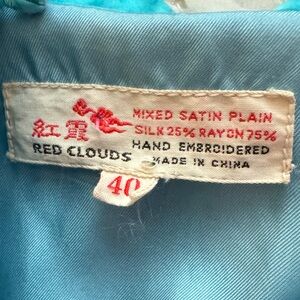 紅霞
RED CLOUDS
MIXED SATIN PLAIN
SILK 25% RAYON 75%
HAND EMBROIDERED
MADE IN CHINA
40